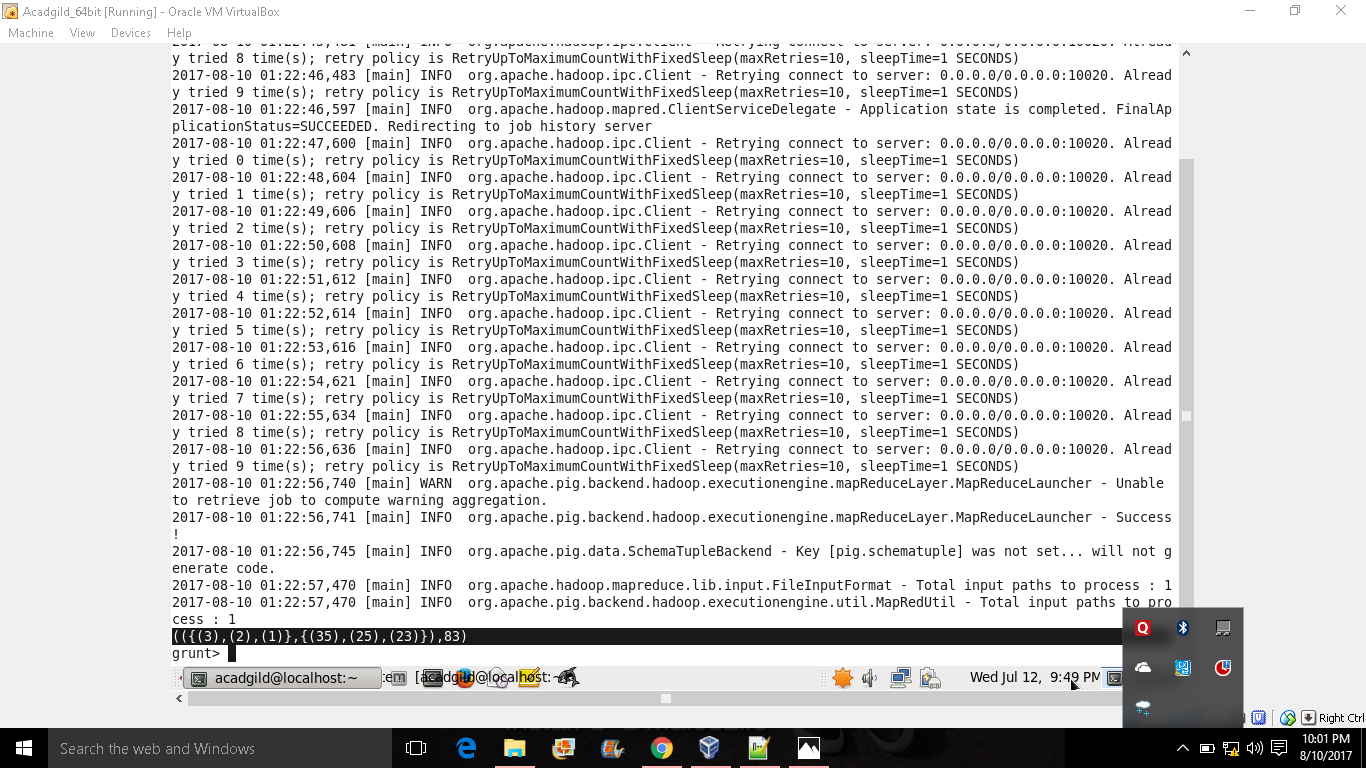 Acadgild_64bit [Running] - Oracle VM VirtualBox
Machine View Devices Help
y tried 8 time(s); retry policy is RetryUpToMaximumCountWithFixedSleep(maxRetries=10, sleepTime=1 SECONDS)
2017-08-10 01:22:46,483 [main] INFO  org.apache.hadoop.ipc.Client - Retrying connect to server: 0.0.0.0/0.0.0.0:10020. Alread
y tried 9 time(s); retry policy is RetryUpToMaximumCountWithFixedSleep(maxRetries=10, sleepTime=1 SECONDS)
2017-08-10 01:22:46,597 [main] INFO  org.apache.hadoop.mapred.ClientServiceDelegate - Application state is completed. FinalAp
plicationStatus=SUCCEEDED. Redirecting to job history server
2017-08-10 01:22:47,600 [main] INFO  org.apache.hadoop.ipc.Client - Retrying connect to server: 0.0.0.0/0.0.0.0:10020. Alread
y tried 0 time(s); retry policy is RetryUpToMaximumCountWithFixedSleep(maxRetries=10, sleepTime=1 SECONDS)
2017-08-10 01:22:48,604 [main] INFO  org.apache.hadoop.ipc.Client - Retrying connect to server: 0.0.0.0/0.0.0.0:10020. Alread
y tried 1 time(s); retry policy is RetryUpToMaximumCountWithFixedSleep(maxRetries=10, sleepTime=1 SECONDS)
2017-08-10 01:22:49,606 [main] INFO  org.apache.hadoop.ipc.Client - Retrying connect to server: 0.0.0.0/0.0.0.0:10020. Alread
y tried 2 time(s); retry policy is RetryUpToMaximumCountWithFixedSleep(maxRetries=10, sleepTime=1 SECONDS)
2017-08-10 01:22:50,608 [main] INFO  org.apache.hadoop.ipc.Client - Retrying connect to server: 0.0.0.0/0.0.0.0:10020. Alread
y tried 3 time(s); retry policy is RetryUpToMaximumCountWithFixedSleep(maxRetries=10, sleepTime=1 SECONDS)
2017-08-10 01:22:51,612 [main] INFO  org.apache.hadoop.ipc.Client - Retrying connect to server: 0.0.0.0/0.0.0.0:10020. Alread
y tried 4 time(s); retry policy is RetryUpToMaximumCountWithFixedSleep(maxRetries=10, sleepTime=1 SECONDS)
2017-08-10 01:22:52,614 [main] INFO  org.apache.hadoop.ipc.Client - Retrying connect to server: 0.0.0.0/0.0.0.0:10020. Alread
y tried 5 time(s); retry policy is RetryUpToMaximumCountWithFixedSleep(maxRetries=10, sleepTime=1 SECONDS)
2017-08-10 01:22:53,616 [main] INFO  org.apache.hadoop.ipc.Client - Retrying connect to server: 0.0.0.0/0.0.0.0:10020. Alread
y tried 6 time(s); retry policy is RetryUpToMaximumCountWithFixedSleep(maxRetries=10, sleepTime=1 SECONDS)
2017-08-10 01:22:54,621 [main] INFO  org.apache.hadoop.ipc.Client - Retrying connect to server: 0.0.0.0/0.0.0.0:10020. Alread
y tried 7 time(s); retry policy is RetryUpToMaximumCountWithFixedSleep(maxRetries=10, sleepTime=1 SECONDS)
2017-08-10 01:22:55,634 [main] INFO  org.apache.hadoop.ipc.Client - Retrying connect to server: 0.0.0.0/0.0.0.0:10020. Alread
y tried 8 time(s); retry policy is RetryUpToMaximumCountWithFixedSleep(maxRetries=10, sleepTime=1 SECONDS)
2017-08-10 01:22:56,636 [main] INFO  org.apache.hadoop.ipc.Client - Retrying connect to server: 0.0.0.0/0.0.0.0:10020. Alread
y tried 9 time(s); retry policy is RetryUpToMaximumCountWithFixedSleep(maxRetries=10, sleepTime=1 SECONDS)
2017-08-10 01:22:56,740 [main] WARN  org.apache.pig.backend.hadoop.executionengine.mapReduceLayer.MapReduceLauncher - Unable
to retrieve job to compute warning aggregation.
2017-08-10 01:22:56,741 [main] INFO  org.apache.pig.backend.hadoop.executionengine.mapReduceLayer.MapReduceLauncher - Success
!
2017-08-10 01:22:56,745 [main] INFO  org.apache.pig.data.SchemaTupleBackend - Key [pig.schematuple] was not set... will not g
enerate code.
2017-08-10 01:22:57,470 [main] INFO  org.apache.hadoop.mapreduce.lib.input.FileInputFormat - Total input paths to process : 1
2017-08-10 01:22:57,470 [main] INFO  org.apache.pig.backend.hadoop.executionengine.util.MapRedUtil - Total input paths to pro
cess : 1
(({(3),(2),(1)},{(35),(25),(23)}),83)
grunt>
acadgild@localhost:~ [acadgild@localhost:~ Wed Jul 12, 9:49 PM
Right Ctrl
Search the web and Windows
10:01 PM
8/10/2017